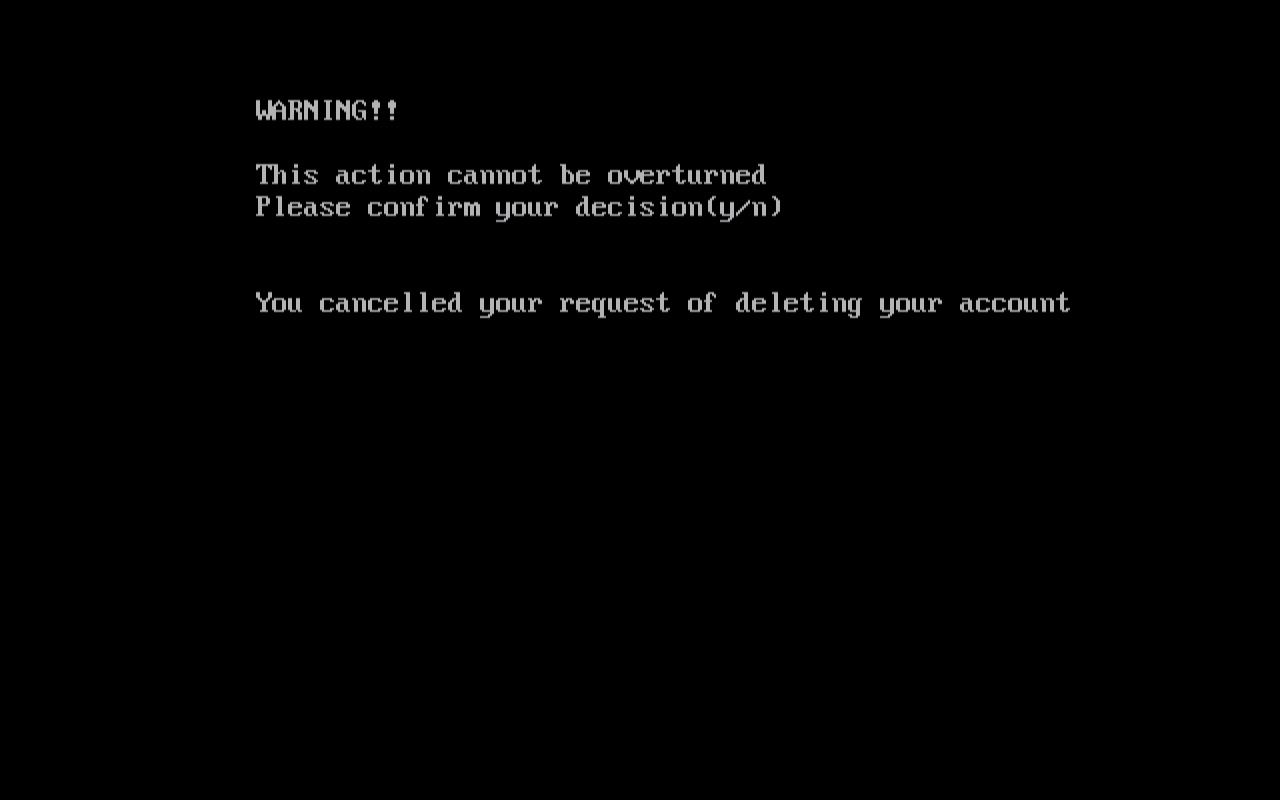 WARNING!!
This action cannot be overturned
Please confirm your decision(y/n)
You cancelled your request of deleting your account